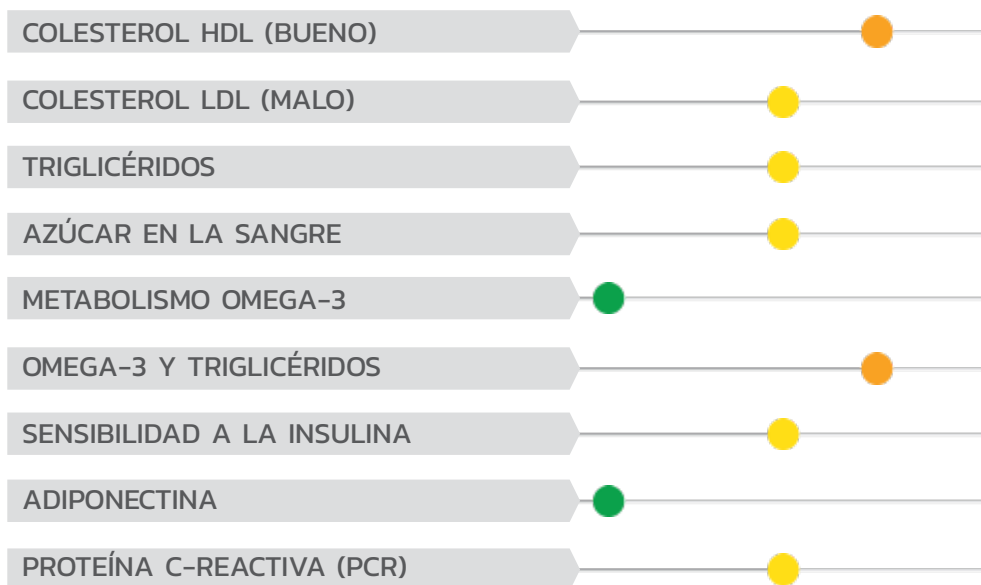 COLESTEROL HDL (BUENO)
COLESTEROL LDL (MALO)
TRIGLICÉRIDOS
AZÚCAR EN LA SANGRE
METABOLISMO OMEGA-3
OMEGA-3 Y TRIGLICÉRIDOS
SENSIBILIDAD A LA INSULINA
ADIPONECTINA
PROTEÍNA C-REACTIVA (PCR)